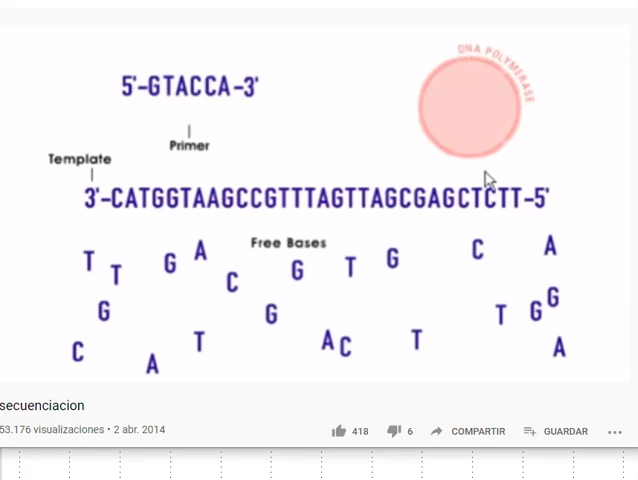 DNA POLYMERASE
5'-GTACCA-3'
Primer
Template
3'-CATGGTAAGCCGTTTAGTTAGCGAGCTCTT-5'
Free Bases
T T G A C G T G C A
G G T G G
C A T A C T A
secuenciacion
53.176 visualizaciones • 2 abr. 2014 418 6 COMPARTIR GUARDAR